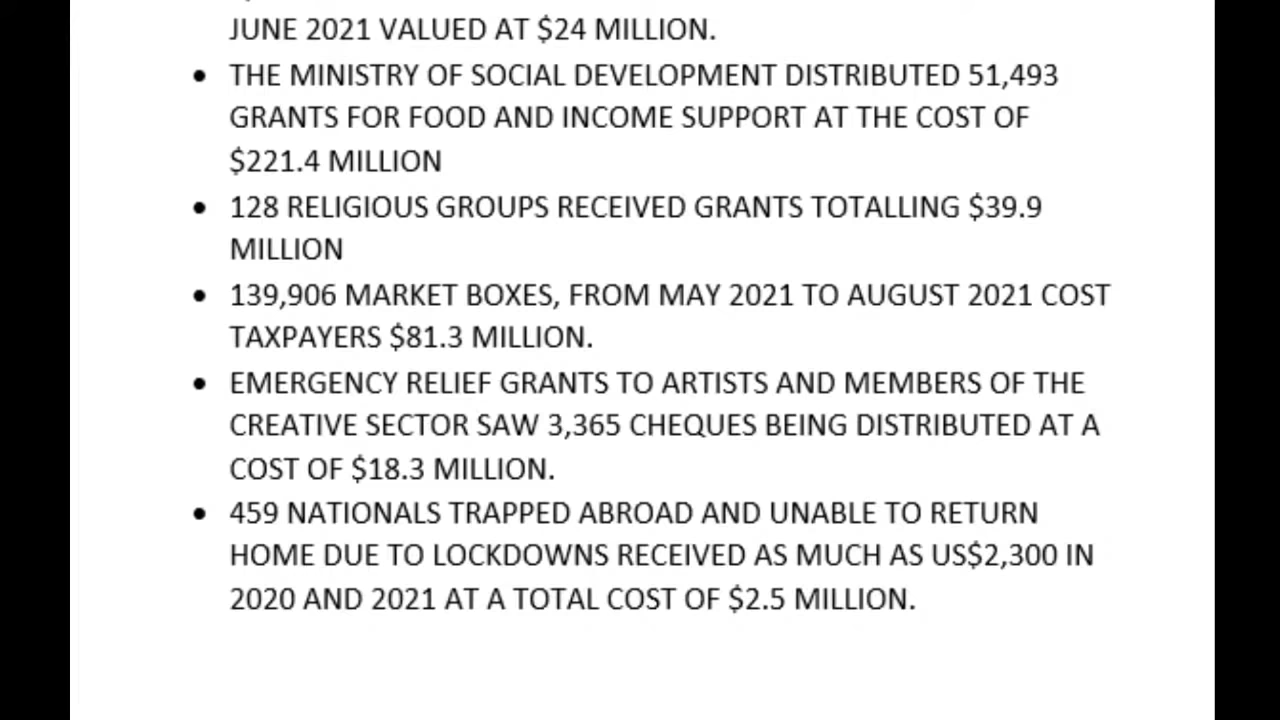 JUNE 2021 VALUED AT $24 MILLION.
• THE MINISTRY OF SOCIAL DEVELOPMENT DISTRIBUTED 51,493
GRANTS FOR FOOD AND INCOME SUPPORT AT THE COST OF
$221.4 MILLION
• 128 RELIGIOUS GROUPS RECEIVED GRANTS TOTALLING $39.9
MILLION
• 139,906 MARKET BOXES, FROM MAY 2021 TO AUGUST 2021 COST
TAXPAYERS $81.3 MILLION.
• EMERGENCY RELIEF GRANTS TO ARTISTS AND MEMBERS OF THE
CREATIVE SECTOR SAW 3,365 CHEQUES BEING DISTRIBUTED AT A
COST OF $18.3 MILLION.
• 459 NATIONALS TRAPPED ABROAD AND UNABLE TO RETURN
HOME DUE TO LOCKDOWNS RECEIVED AS MUCH AS US$2,300 IN
2020 AND 2021 AT A TOTAL COST OF $2.5 MILLION.